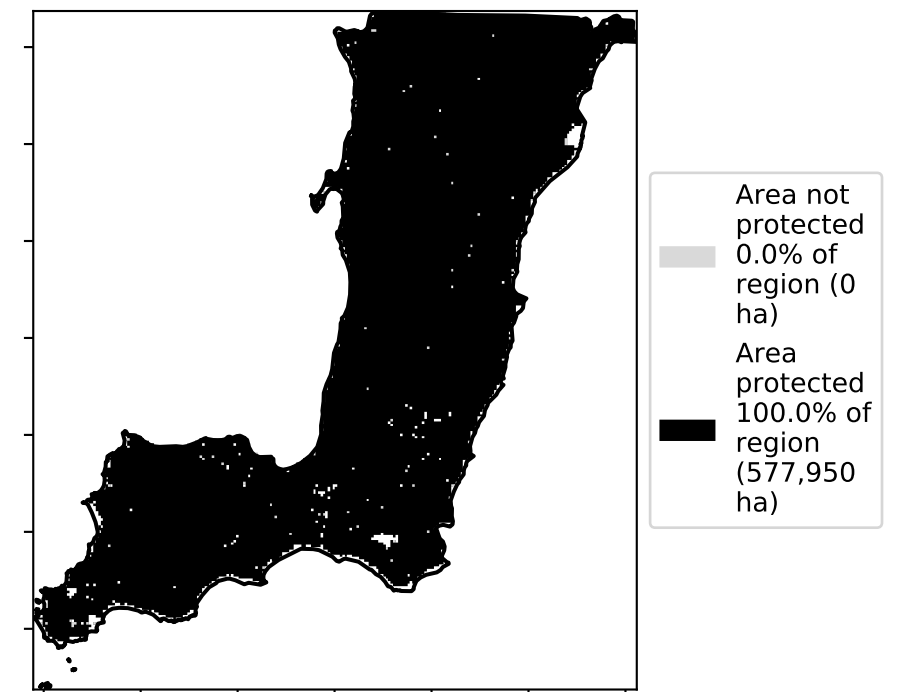 Area not
protected
0.0% of
region (0
ha)
Area
protected
100.0% of
region
(577,950
ha)